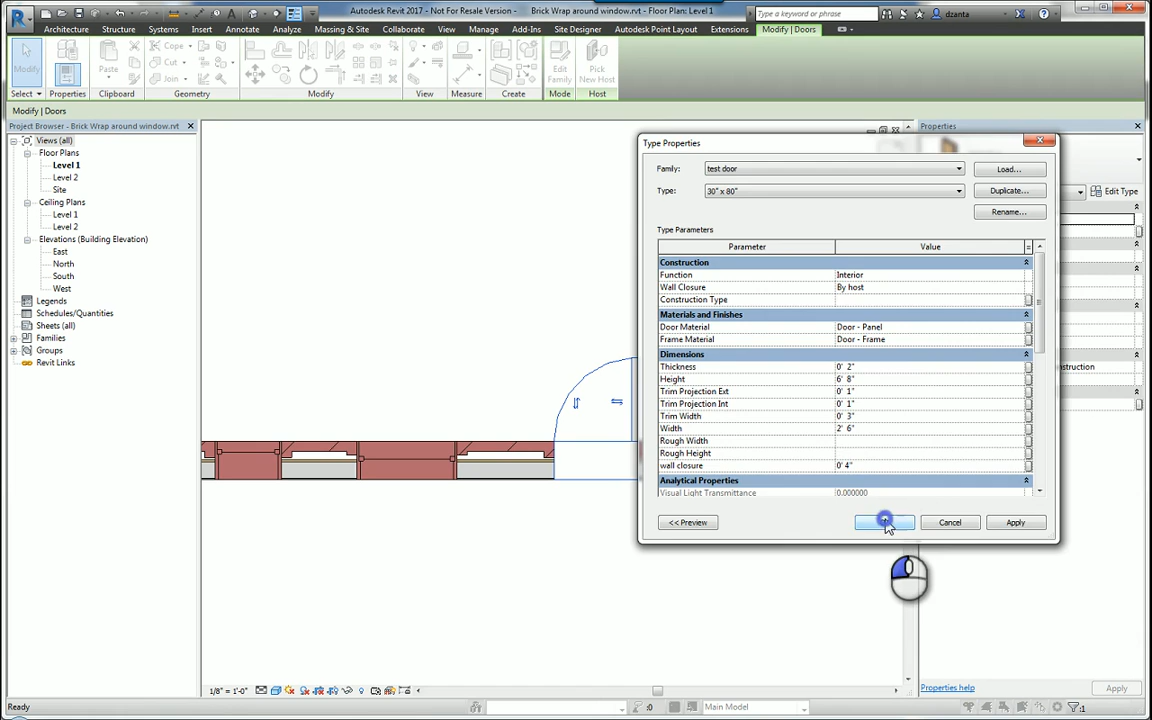 Autodesk Revit 2017 - Not For Resale Version - Brick Wrap around window.rvt - Floor Plan: Level 1
Type a keyword or phrase
dzanta
Architecture Structure Systems Insert Annotate Analyze Massing & Site Collaborate View Manage Add-Ins Site Designer Autodesk Point Layout Extensions Modify | Doors
Modify
Paste
Cope
Cut
Join
Edit Family
Pick New Host
Select Properties Clipboard Geometry Modify View Measure Create Mode Host
Modify | Doors
Project Browser - Brick Wrap around window.rvt
Properties
Views (all)
Floor Plans
Level 1
Level 2
Site
Ceiling Plans
Level 1
Level 2
Elevations (Building Elevation)
East
North
South
West
Legends
Schedules/Quantities
Sheets (all)
Families
Groups
Revit Links
Type Properties
Family: test door Load...
Type: 30" x 80" Duplicate...
Rename...
Type Parameters
Parameter Value =
Construction
Function Interior
Wall Closure By host
Construction Type
Materials and Finishes
Door Material Door - Panel
Frame Material Door - Frame
Dimensions
Thickness 0' 2"
Height 6' 8"
Trim Projection Ext 0' 1"
Trim Projection Int 0' 1"
Trim Width 0' 3"
Width 2' 6"
Rough Width
Rough Height
wall closure 0' 4"
Analytical Properties
Visual Light Transmittance 0.000000
<< Preview Cancel Apply
Edit Type
nstruction
1/8" = 1'-0"
Properties help Apply
Ready
:0
Main Model
:1